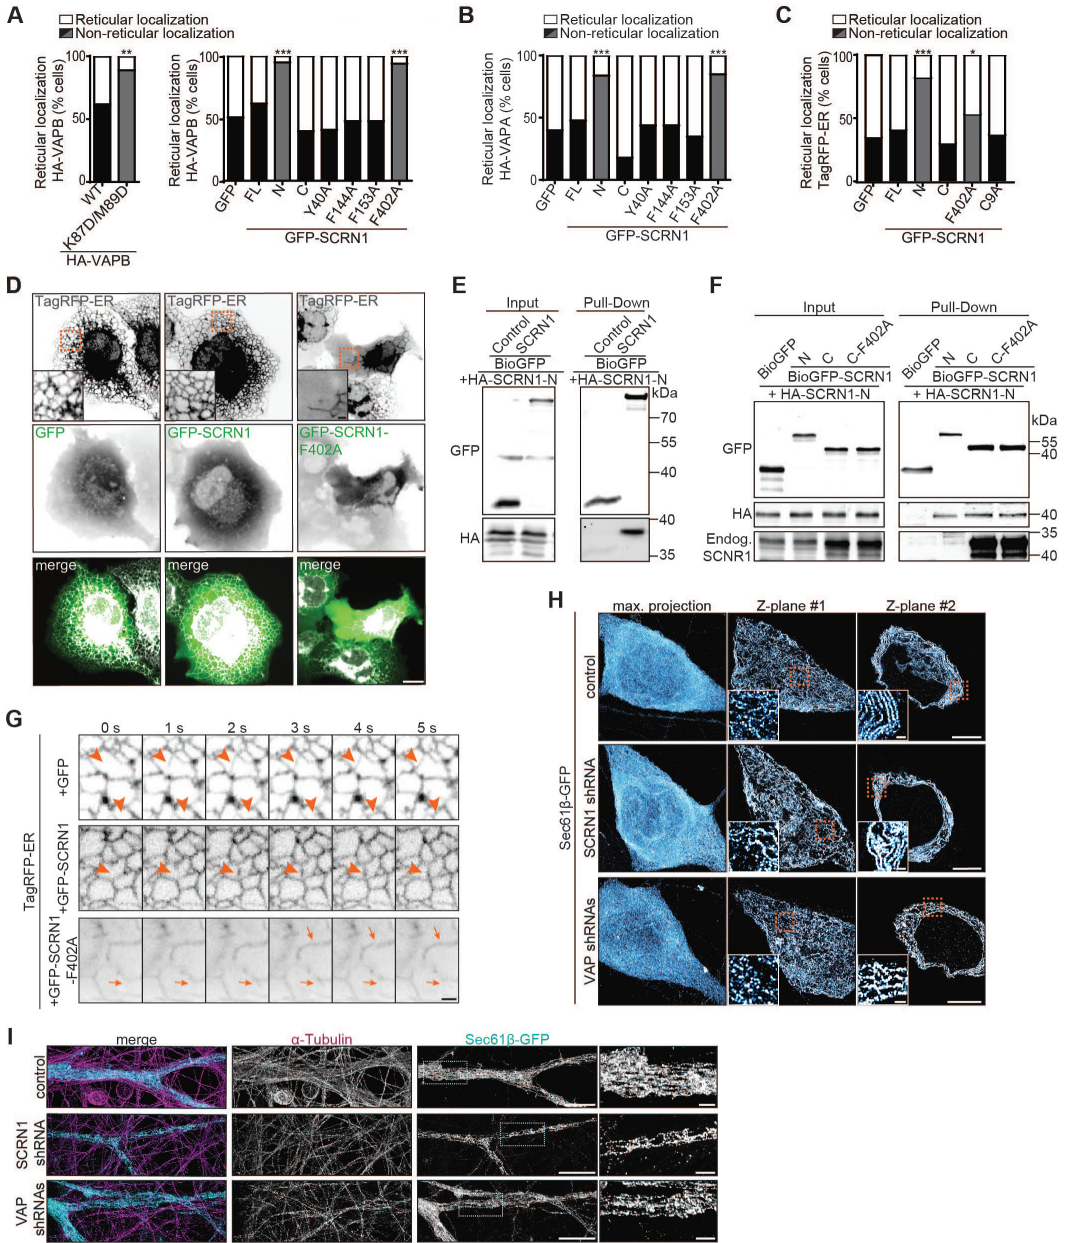 A
Reticular localization
Non-reticular localization
Reticular localization
HA-VAPB (% cells)
100
50
0
**
WT
K87D/M89D
HA-VAPB
Reticular localization
HA-VAPB (% cells)
100
50
0
***
***
GFP
FL
N
C
Y40A
F144A
F153A
F402A
GFP-SCRN1
B
Reticular localization
Non-reticular localization
Reticular localization
HA-VAPA (% cells)
100
50
0
***
***
GFP
FL
N
C
Y40A
F144A
F153A
F402A
GFP-SCRN1
C
Reticular localization
Non-reticular localization
Reticular localization
TagRFP-ER (% cells)
100
50
0
***
*
GFP
FL
N
C
F402A
C9A
GFP-SCRN1
D
TagRFP-ER
TagRFP-ER
TagRFP-ER
GFP
GFP-SCRN1
GFP-SCRN1-
F402A
merge
merge
merge
E
Input
Pull-Down
Control
SCRN1
Control
SCRN1
BioGFP
BioGFP
+HA-SCRN1-N
+HA-SCRN1-N
kDa
70
55
40
GFP
40
HA
35
F
Input
Pull-Down
BioGFP
N
C
C-F402A
BioGFP
N
C
C-F402A
BioGFP-SCRN1
BioGFP-SCRN1
+ HA-SCRN1-N
+ HA-SCRN1-N
kDa
55
40
GFP
HA
40
35
Endog.
SCNR1
40
G
0 s
1 s
2 s
3 s
4 s
5 s
TagRFP-ER
+GFP
+GFP-SCRN1
+GFP-SCRN1
-F402A
H
max. projection
Z-plane #1
Z-plane #2
Sec61β-GFP
control
SCRN1 shRNA
VAP shRNAs
I
merge
α-Tubulin
Sec61β-GFP
control
SCRN1
shRNA
VAP
shRNAs